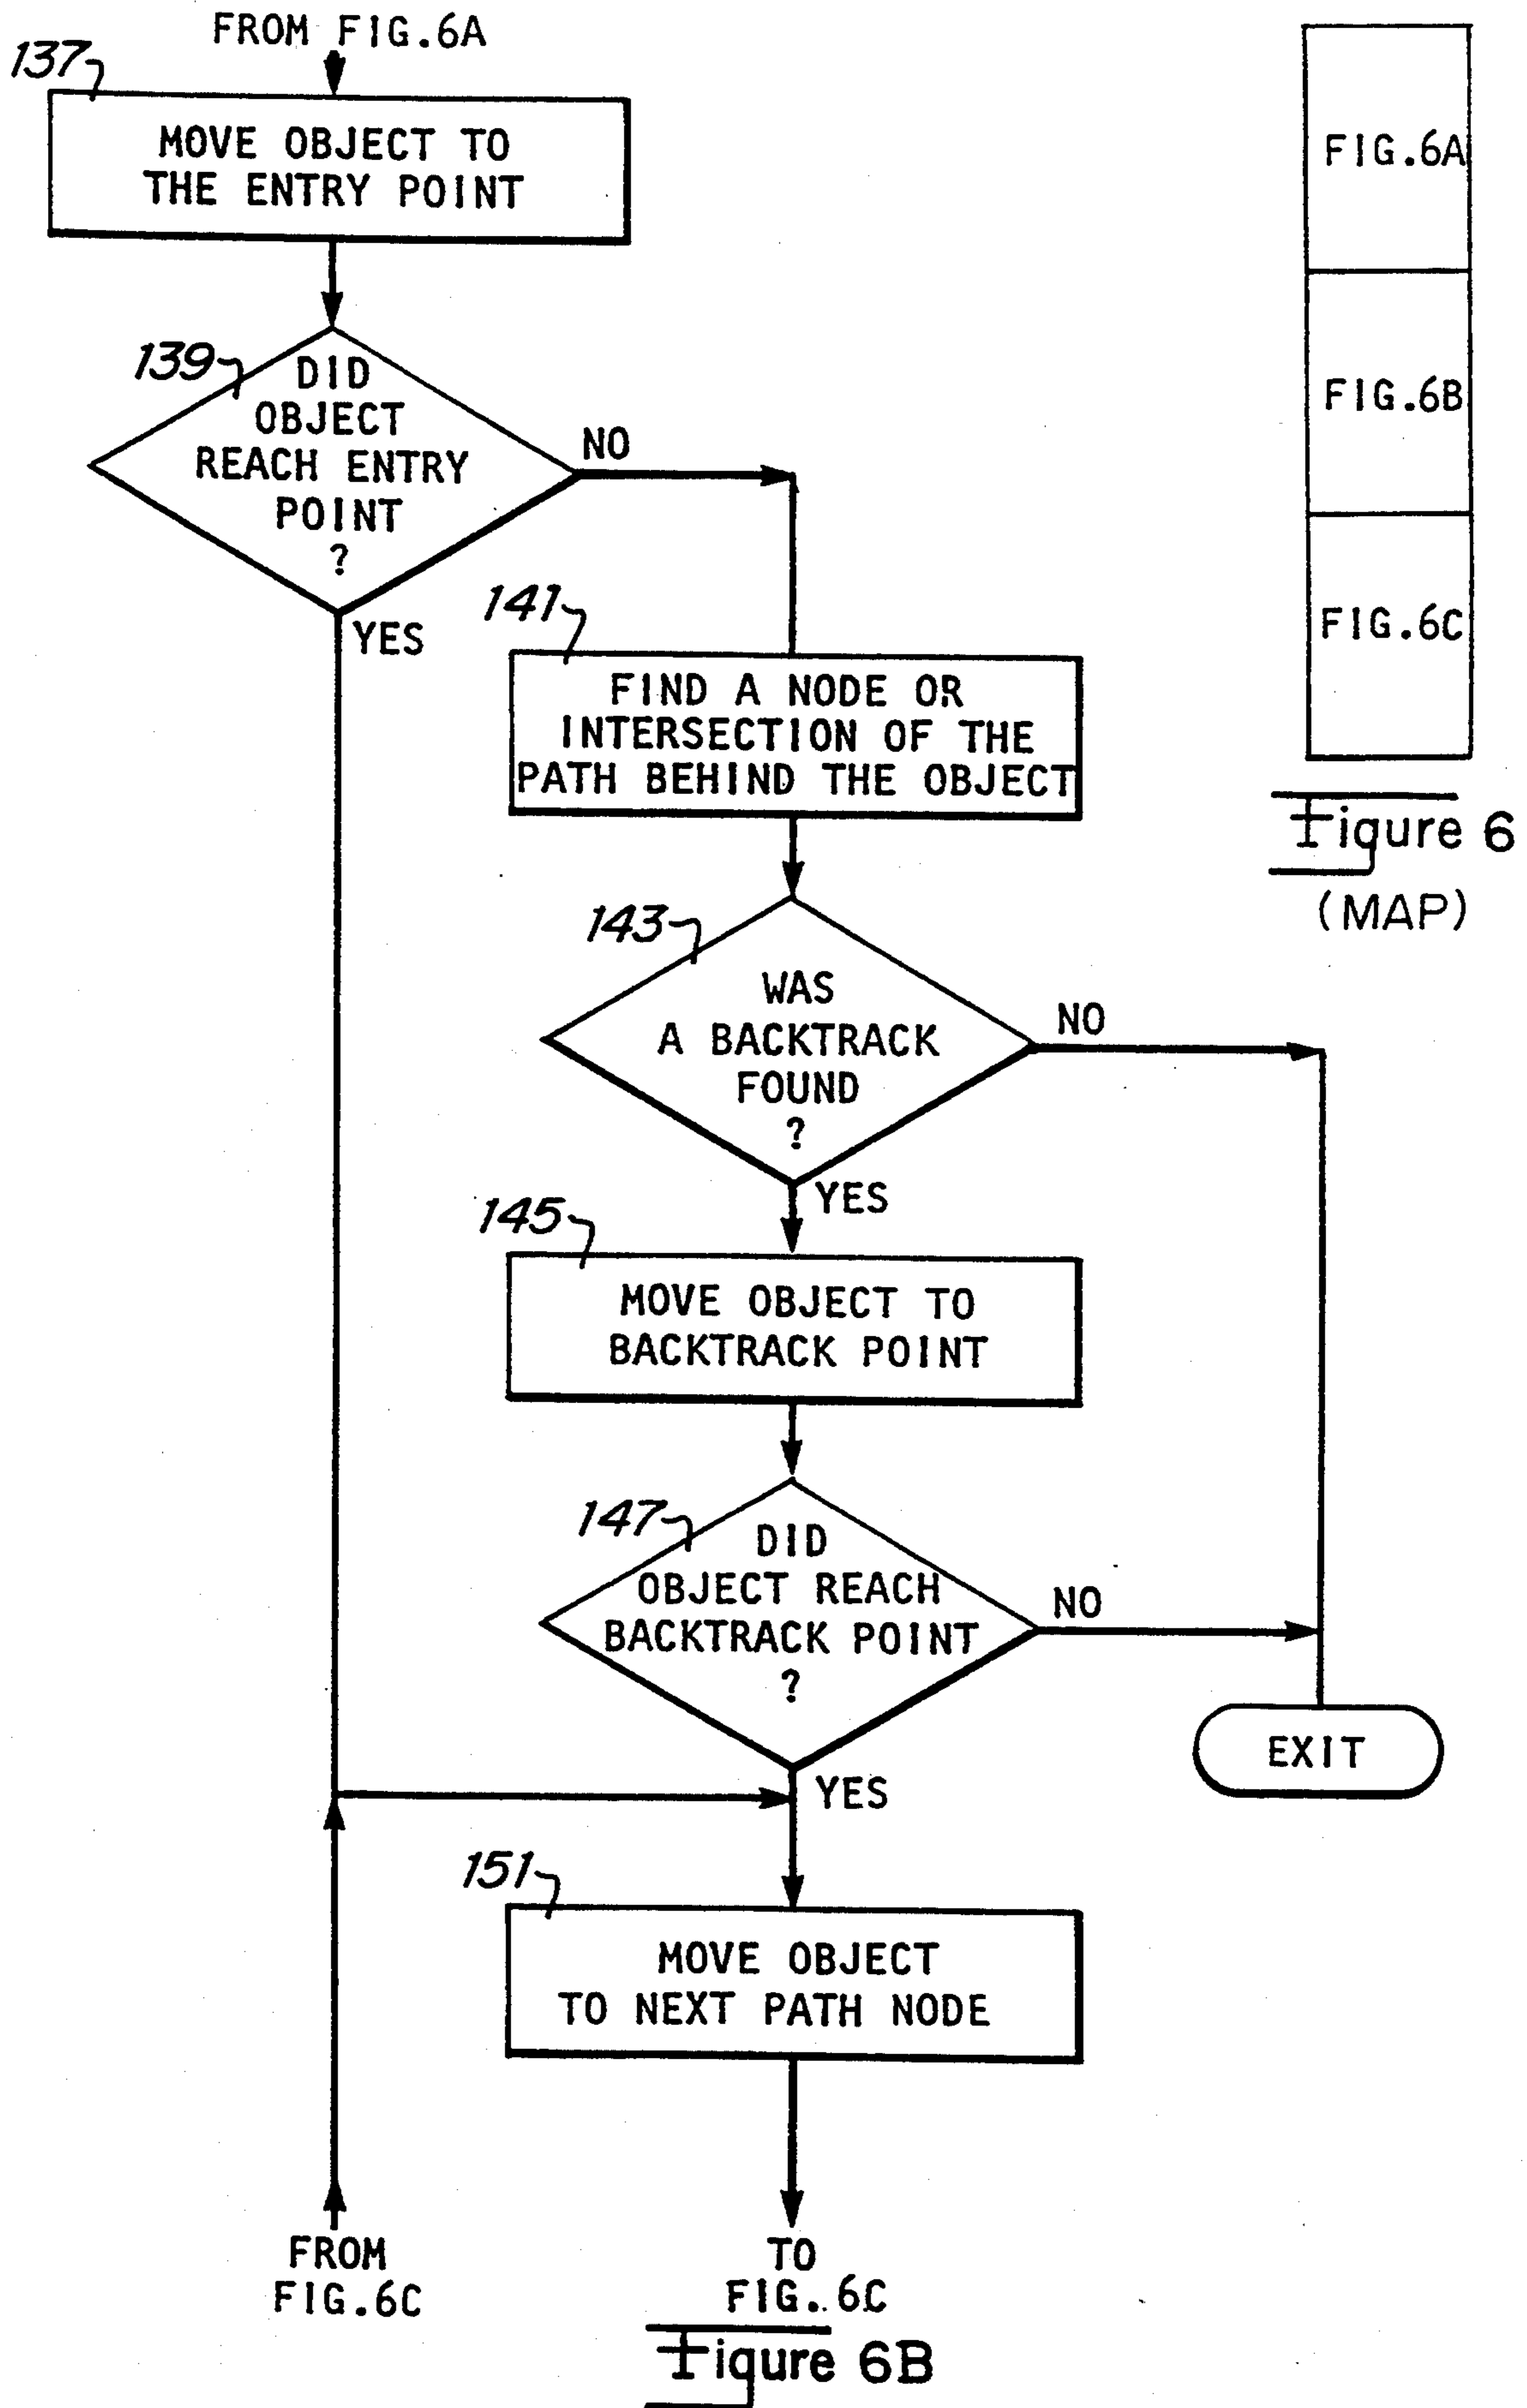 FROM FIG.6A
137
MOVE OBJECT TO
THE ENTRY POINT
139
DID
OBJECT
REACH ENTRY
POINT
?
NO
YES
141
FIND A NODE OR
INTERSECTION OF THE
PATH BEHIND THE OBJECT
143
WAS
A BACKTRACK
FOUND
?
NO
YES
145
MOVE OBJECT TO
BACKTRACK POINT
147
DID
OBJECT REACH
BACKTRACK POINT
?
NO
YES
EXIT
151
MOVE OBJECT
TO NEXT PATH NODE
FROM
FIG.6C
TO
FIG.6C
Figure 6B
FIG.6A
FIG.6B
FIG.6C
Figure 6
(MAP)